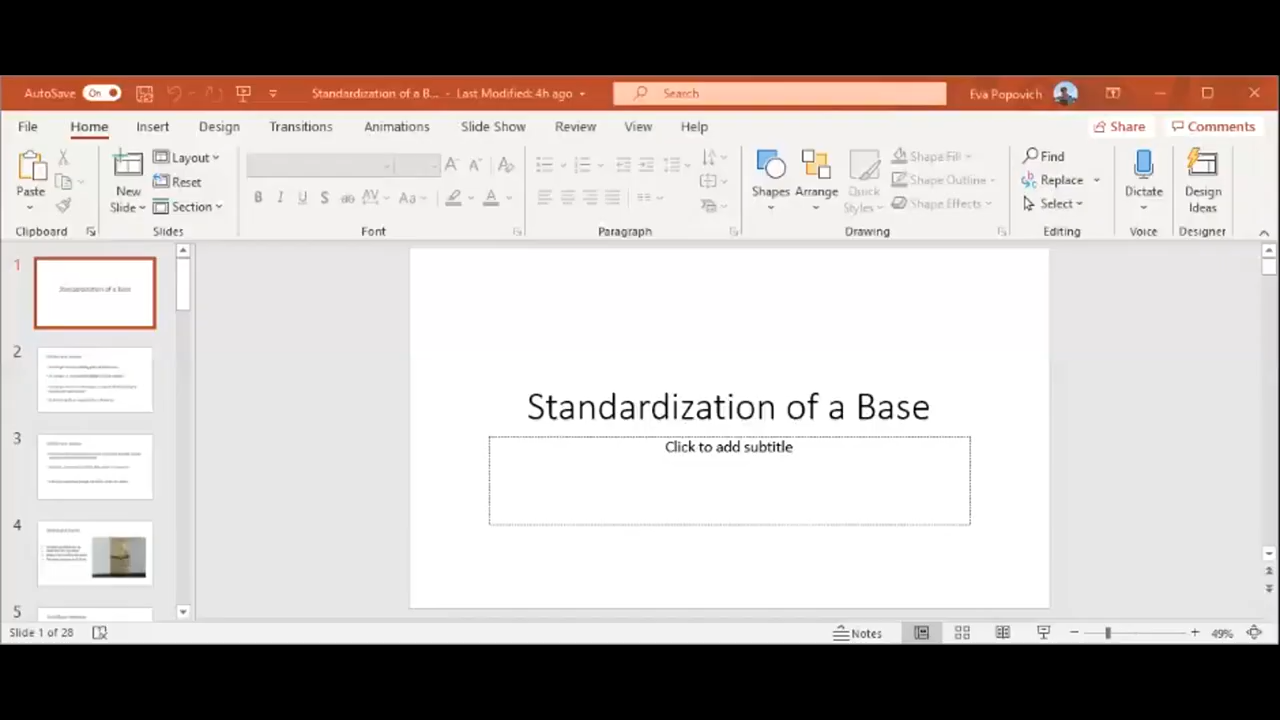 AutoSave On Standardization of a B... - Last Modified: 4h ago Search Eva Popovich
File Home Insert Design Transitions Animations Slide Show Review View Help Share Comments
Paste
New
Slide
Layout
Reset
Section
B I U S ab AV Aa A
Shapes Arrange
Quick
Styles
Shape Fill
Shape Outline
Shape Effects
Find
Replace
Select
Dictate
Design
Ideas
Clipboard Slides Font Paragraph Drawing Editing Voice Designer
1
Standardization of a Base
2
3
4
5
Standardization of a Base
Click to add subtitle
Slide 1 of 28 Notes 49%